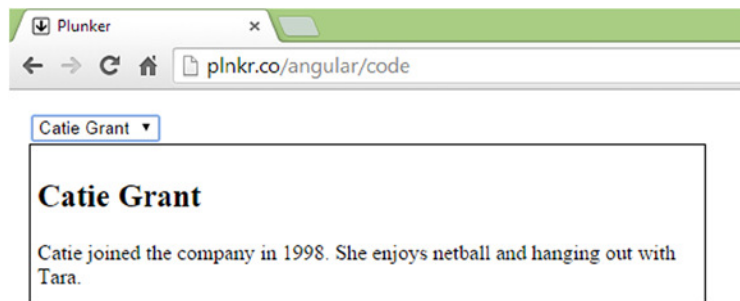 Plunker
plnkr.co/angular/code
Catie Grant
Catie Grant
Catie joined the company in 1998. She enjoys netball and hanging out with
Tara.